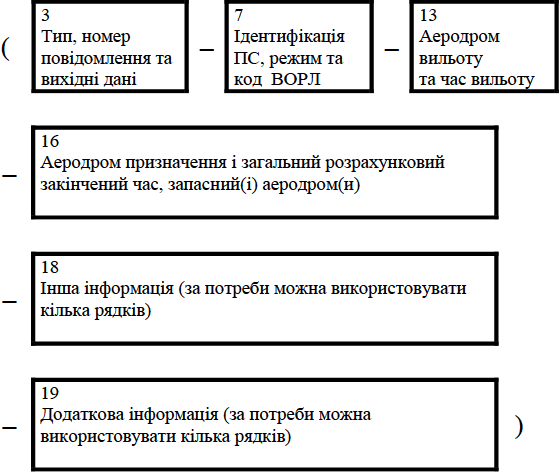 3
Тип, номер
повідомлення та
вихідні дані
7
Ідентифікація
ПС, режим та
код ВОРЛ
13
Аеродром
вильоту
та час вильоту
( – –
16
Аеродром призначення і загальний розрахунковий
закінчений час, запасний(і) аеродром(и)
–
18
Інша інформація (за потреби можна використовувати
кілька рядків)
–
19
Додаткова інформація (за потреби можна
використовувати кілька рядків)
– )